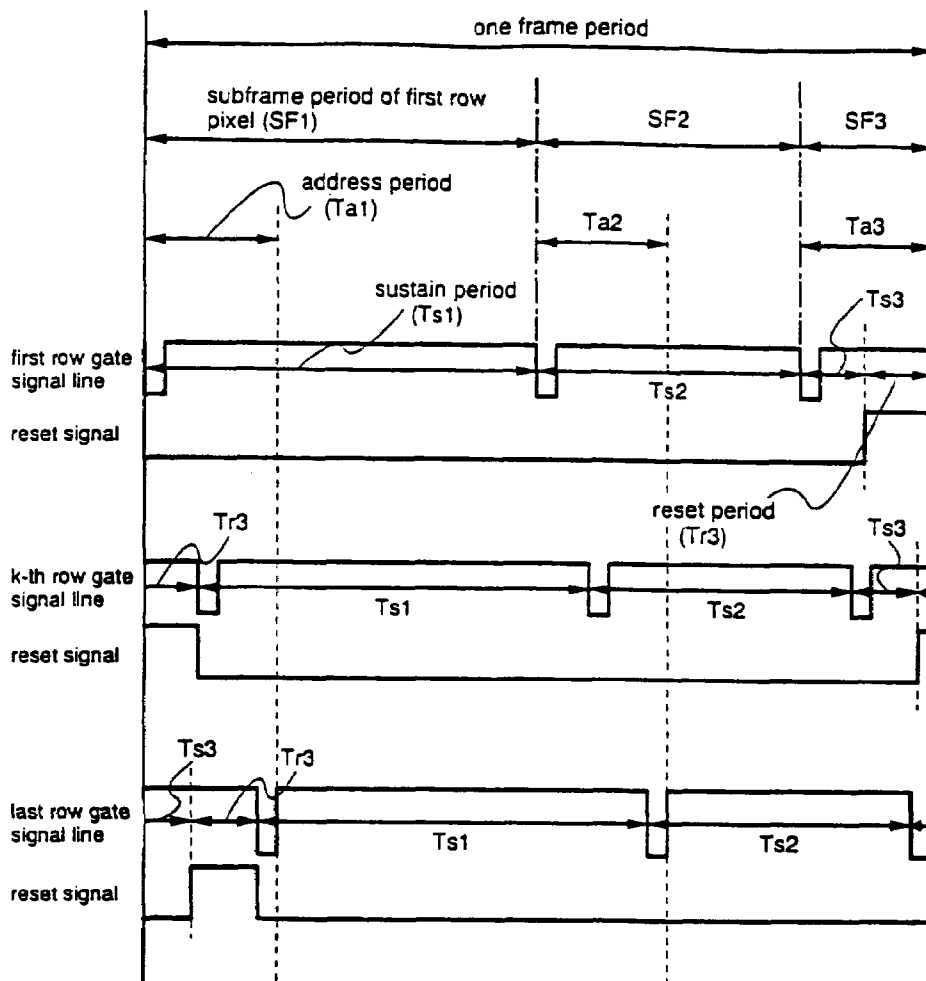 one frame period
subframe period of first row
pixel (SF1)
SF2
SF3
address period
(Ta1)
Ta2
Ta3
sustain period
(Ts1)
Ts3
first row gate
signal line
Ts2
reset signal
reset period
(Tr3)
Ts3
Tr3
k-th row gate
signal line
Ts1
Ts2
reset signal
Ts3
Tr3
last row gate
signal line
Ts1
Ts2
reset signal